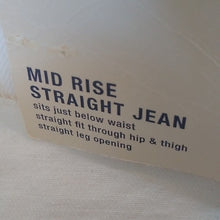 MID RISE
STRAIGHT JEAN
sits just below waist
straight fit through hip & thigh
straight leg opening